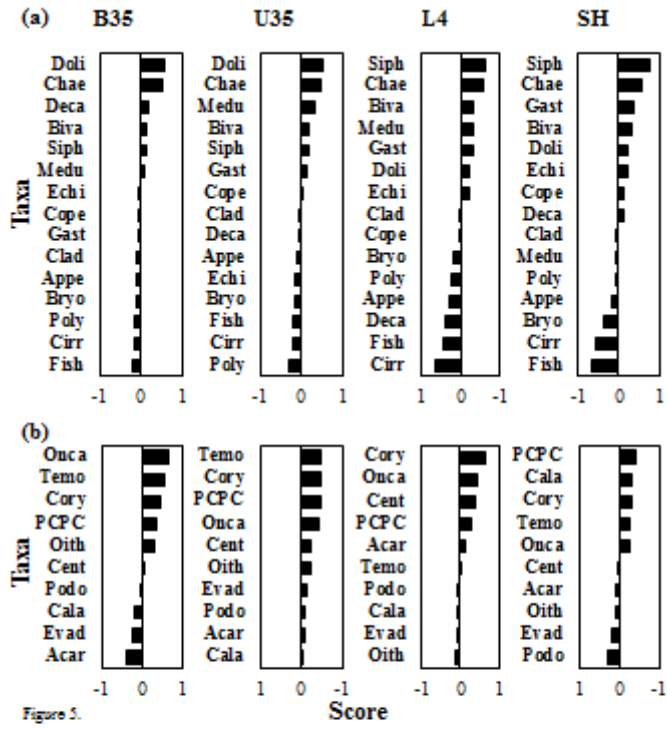 (a) B35 U35 L4 SH
Taxa
Doli Doli Siph Siph
Chae Chae Chae Chae
Deca Medu Biva Gast
Biva Biva Medu Biva
Siph Siph Gast Doli
Medu Gast Doli Echi
Echi Cope Echi Cope
Cope Clad Clad Deca
Gast Deca Cope Clad
Clad Appe Bryo Medu
Appe Echi Poly Poly
Bryo Bryo Appe Appe
Poly Fish Deca Bryo
Cirr Cirr Fish Cirr
Fish Poly Cirr Fish
-1 0 1 -1 0 1 -1 0 1 -1 0 1
(b)
Taxa
Onca Temo Cory PCPC
Temo Cory Onca Cala
Cory PCPC Cent Cory
PCPC Onca PCPC Temo
Oith Cent Acar Onca
Cent Oith Temo Cent
Podo Evad Podo Acar
Cala Podo Cala Oith
Evad Acar Evad Evad
Acar Cala Oith Podo
-1 0 1 1 0 -1 -1 0 1 1 0 -1
Score
Figure 5.